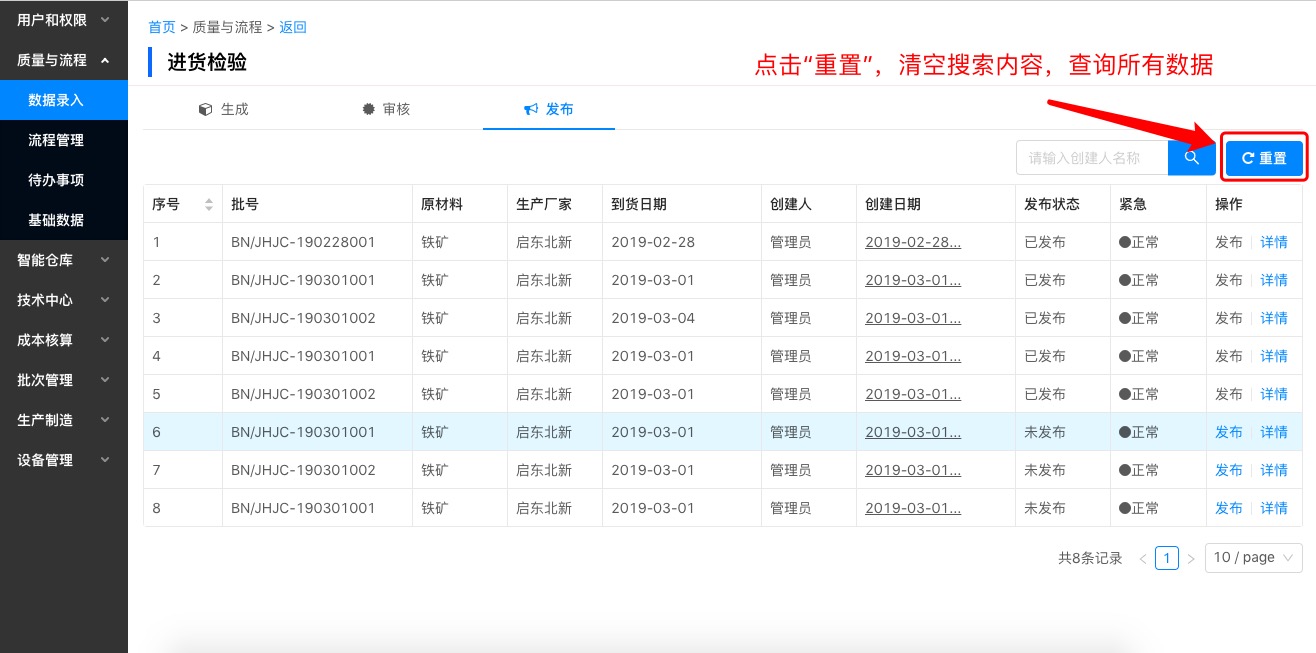 用户和权限
质量与流程
数据录入
流程管理
待办事项
基础数据
智能仓库
技术中心
成本核算
批次管理
生产制造
设备管理
首页 > 质量与流程 > 返回
进货检验
点击“重置”，清空搜索内容，查询所有数据
生成 审核 发布
请输入创建人名称 重置
序号 批号 原材料 生产厂家 到货日期 创建人 创建日期 发布状态 紧急 操作
1 BN/JHJC-190228001 铁矿 启东北新 2019-02-28 管理员 2019-02-28... 已发布 正常 发布 详情
2 BN/JHJC-190301001 铁矿 启东北新 2019-03-01 管理员 2019-03-01... 已发布 正常 发布 详情
3 BN/JHJC-190301002 铁矿 启东北新 2019-03-04 管理员 2019-03-01... 已发布 正常 发布 详情
4 BN/JHJC-190301001 铁矿 启东北新 2019-03-01 管理员 2019-03-01... 已发布 正常 发布 详情
5 BN/JHJC-190301002 铁矿 启东北新 2019-03-01 管理员 2019-03-01... 已发布 正常 发布 详情
6 BN/JHJC-190301001 铁矿 启东北新 2019-03-01 管理员 2019-03-01... 未发布 正常 发布 详情
7 BN/JHJC-190301002 铁矿 启东北新 2019-03-01 管理员 2019-03-01... 未发布 正常 发布 详情
8 BN/JHJC-190301001 铁矿 启东北新 2019-03-01 管理员 2019-03-01... 未发布 正常 发布 详情
共8条记录 < 1 > 10 / page